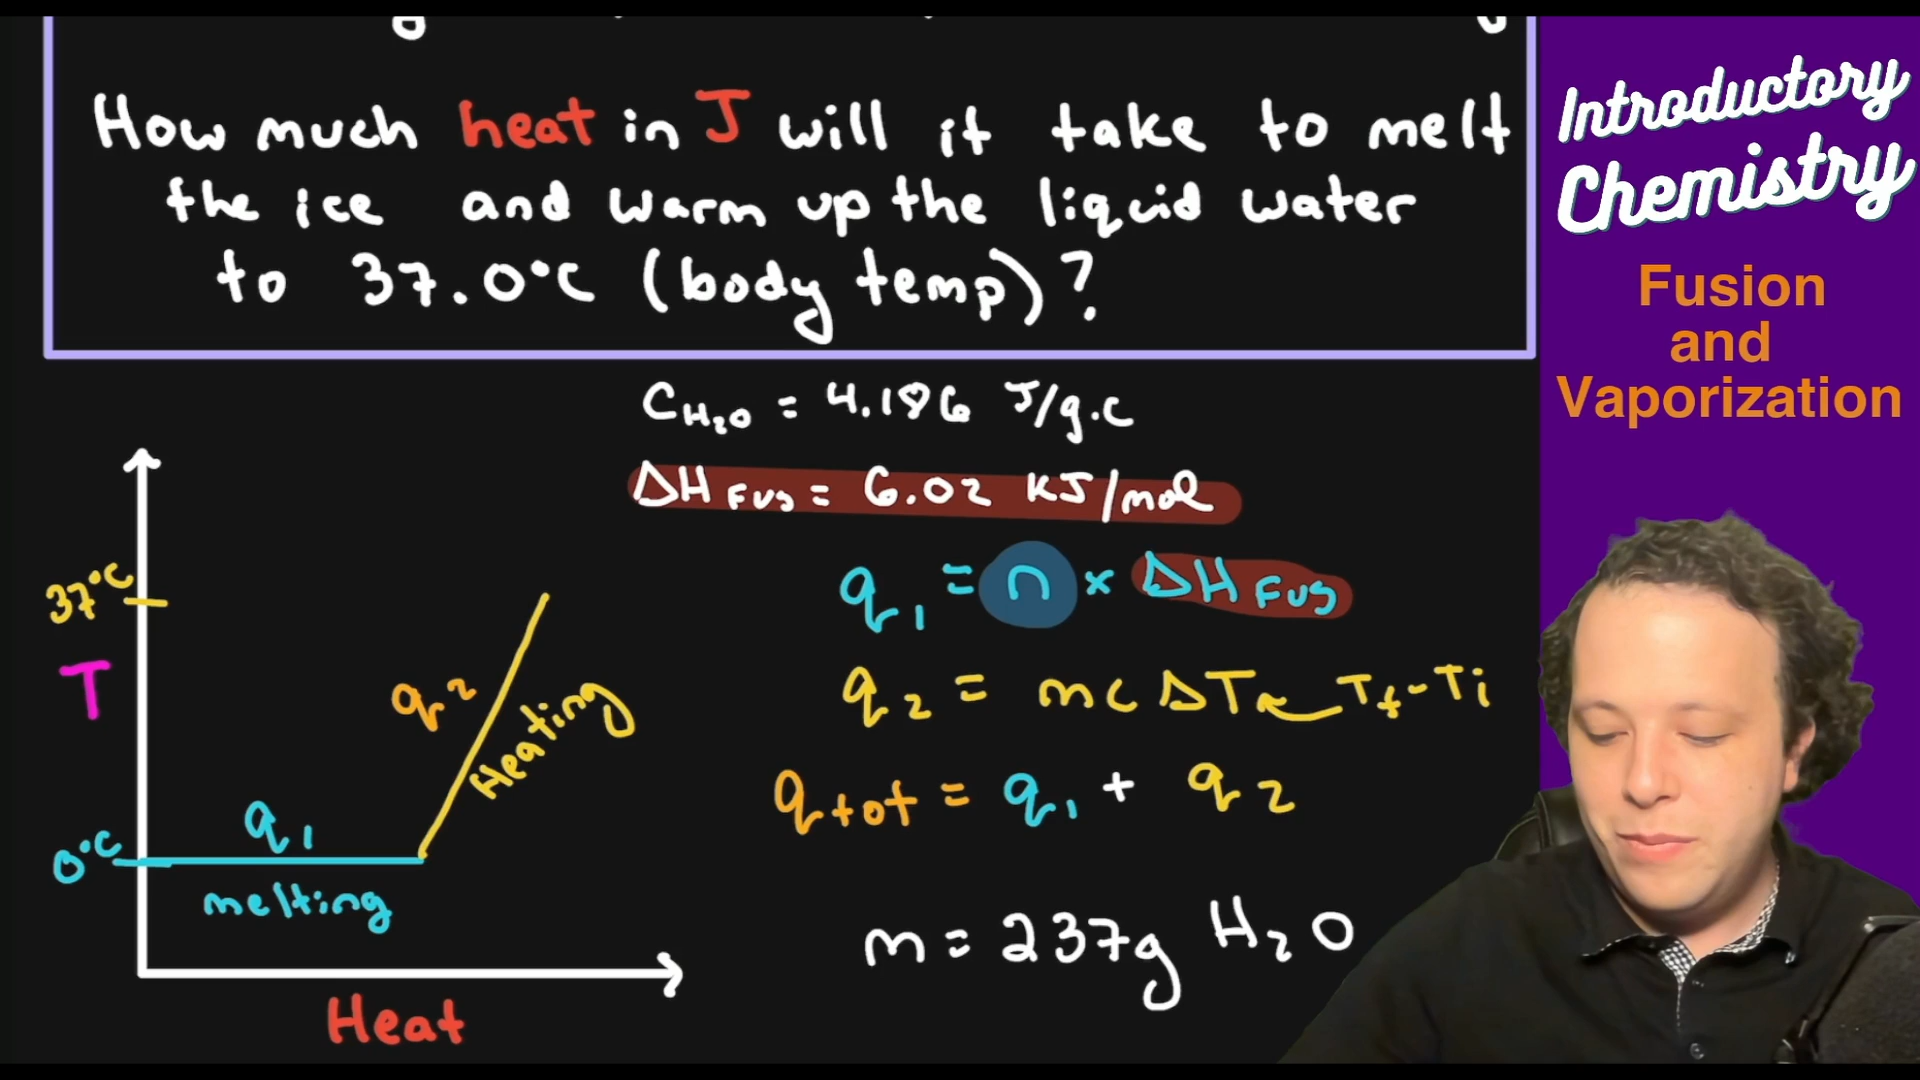 How much heat in J will it take to melt
the ice and warm up the liquid water
to 37.0°C (body temp)?
C H₂O = 4.186 J/g.c
ΔH Fus = 6.02 KJ/mol
q₁ = n × ΔH Fus
q₂ = mcΔT Tf-Ti
qtot = q₁ + q₂
m = 237g H₂O
37°C
T
0°C
q₁
melting
q₂
Heating
Heat
Introductory
Chemistry
Fusion
and
Vaporization